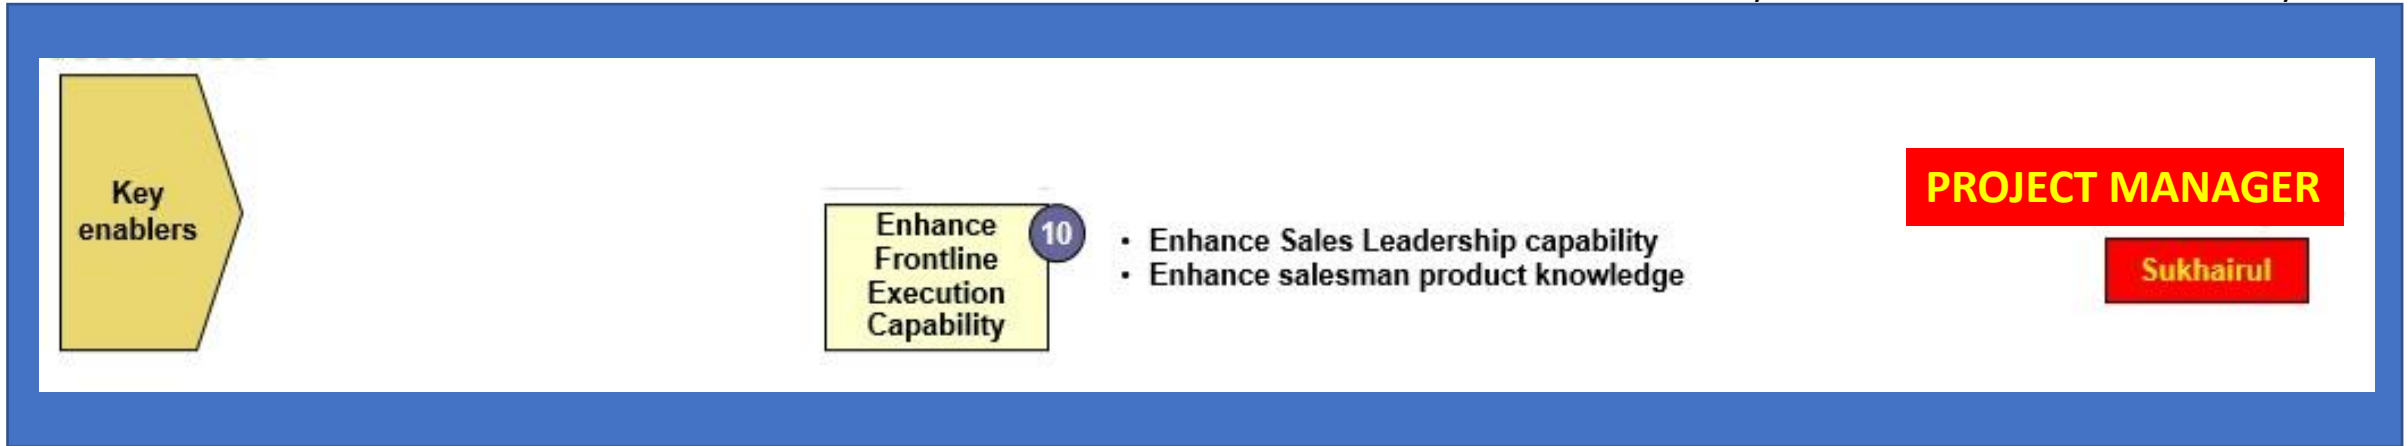 Key
enablers
Enhance
Frontline
Execution
Capability
10
• Enhance Sales Leadership capability
• Enhance salesman product knowledge
PROJECT MANAGER
Sukhairul